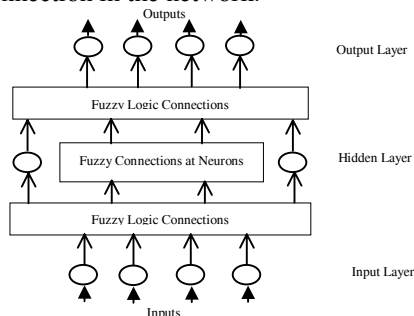 nnection in the network.
Outputs
Output Layer
Fuzzy Logic Connections
Fuzzy Connections at Neurons
Hidden Layer
Fuzzy Logic Connections
Input Layer
Inputs